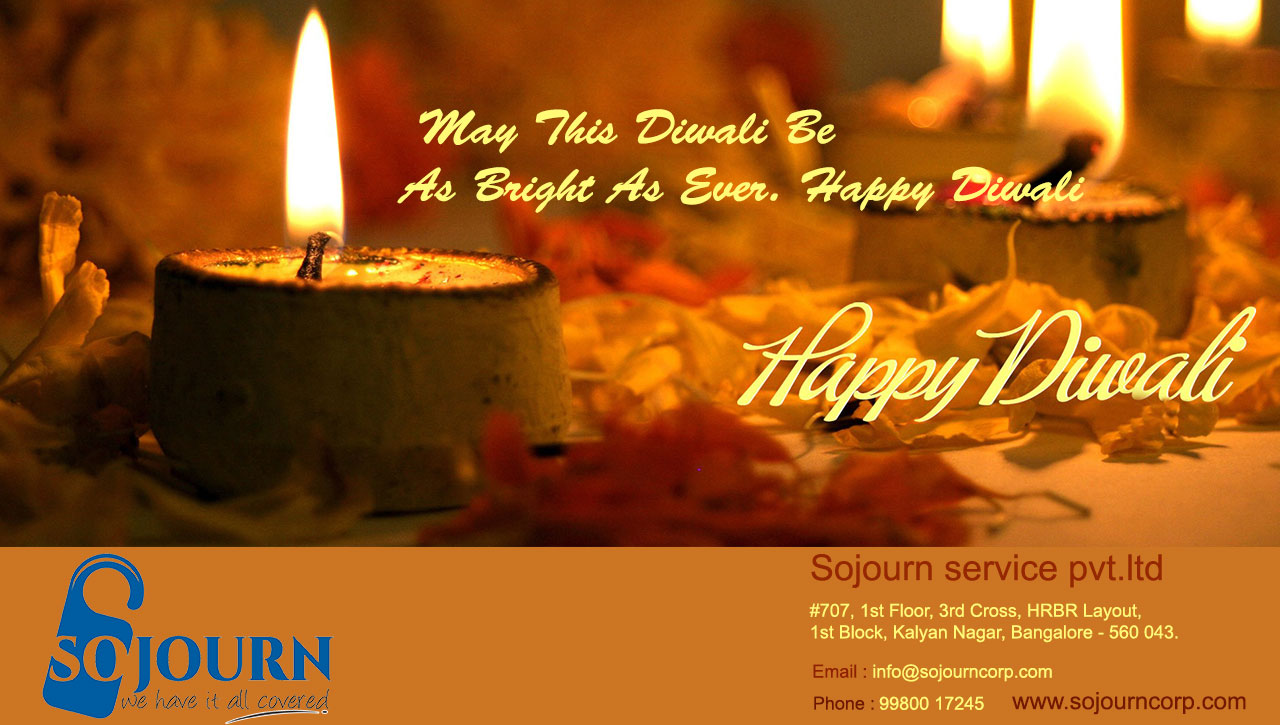 May This Diwali Be
As Bright As Ever. Happy Diwali
Happy Diwali
SOJOURN
we have it all covered
Sojourn service pvt.ltd
#707, 1st Floor, 3rd Cross, HRBR Layout,
1st Block, Kalyan Nagar, Bangalore - 560 043.
Email : info@sojourncorp.com
Phone : 99800 17245 www.sojourncorp.com